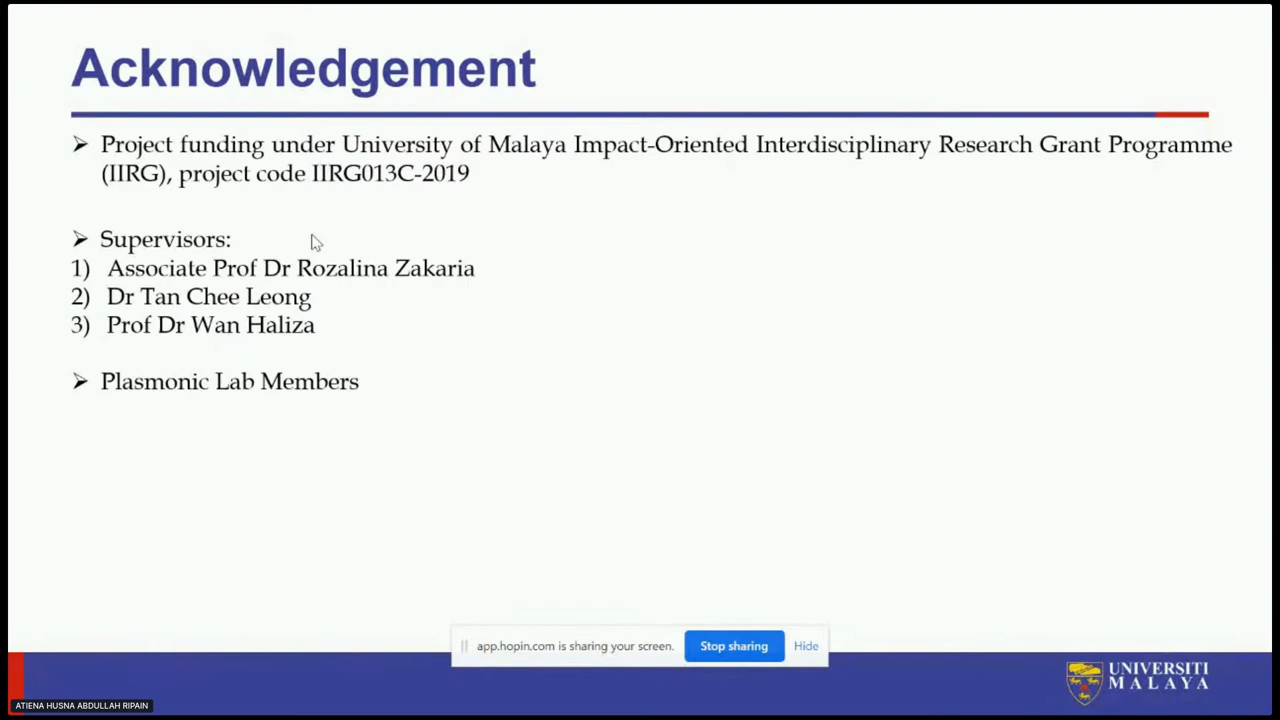 Acknowledgement
➢ Project funding under University of Malaya Impact-Oriented Interdisciplinary Research Grant Programme
(IIRG), project code IIRG013C-2019
➢ Supervisors:
1) Associate Prof Dr Rozalina Zakaria
2) Dr Tan Chee Leong
3) Prof Dr Wan Haliza
➢ Plasmonic Lab Members
app.hopin.com is sharing your screen. Stop sharing Hide
UNIVERSITI
MALAYA
ATIENA HUSNA ABDULLAH RIPAIN